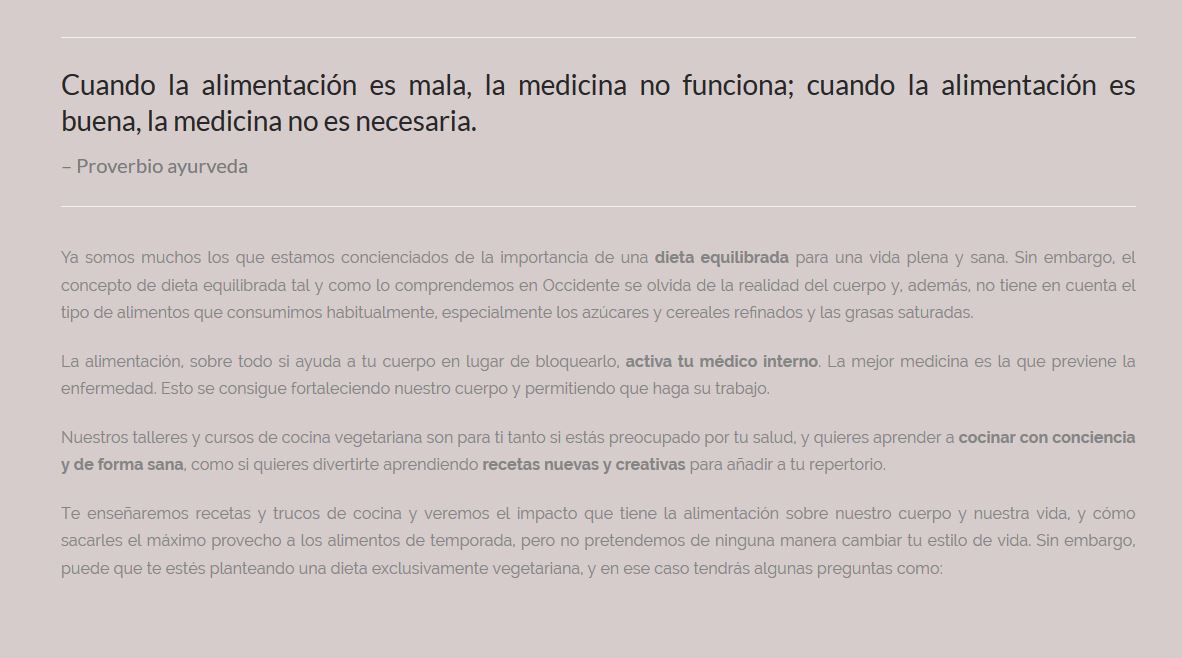 Cuando la alimentación es mala, la medicina no funciona; cuando la alimentación es
buena, la medicina no es necesaria.
– Proverbio ayurveda
Ya somos muchos los que estamos concienciados de la importancia de una dieta equilibrada para una vida plena y sana. Sin embargo, el
concepto de dieta equilibrada tal y como lo comprendemos en Occidente se olvida de la realidad del cuerpo y, además, no tiene en cuenta el
tipo de alimentos que consumimos habitualmente, especialmente los azúcares y cereales refinados y las grasas saturadas.
La alimentación, sobre todo si ayuda a tu cuerpo en lugar de bloquearlo, activa tu médico interno. La mejor medicina es la que previene la
enfermedad. Esto se consigue fortaleciendo nuestro cuerpo y permitiendo que haga su trabajo.
Nuestros talleres y cursos de cocina vegetariana son para ti tanto si estás preocupado por tu salud, y quieres aprender a cocinar con conciencia
y de forma sana, como si quieres divertirte aprendiendo recetas nuevas y creativas para añadir a tu repertorio.
Te enseñaremos recetas y trucos de cocina y veremos el impacto que tiene la alimentación sobre nuestro cuerpo y nuestra vida, y cómo
sacarles el máximo provecho a los alimentos de temporada, pero no pretendemos de ninguna manera cambiar tu estilo de vida. Sin embargo,
puede que te estés planteando una dieta exclusivamente vegetariana, y en ese caso tendrás algunas preguntas como: